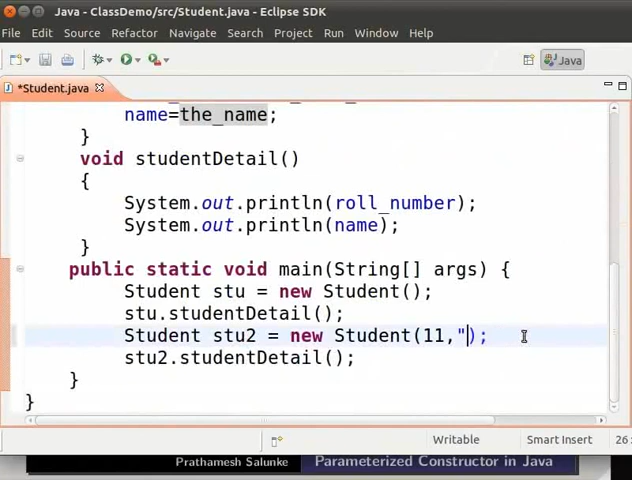 Java - ClassDemo/src/Student.java - Eclipse SDK
File Edit Source Refactor Navigate Search Project Run Window Help
Java
*Student.java
name=the_name;
}
void studentDetail()
{
System.out.println(roll_number);
System.out.println(name);
}
public static void main(String[] args) {
Student stu = new Student();
stu.studentDetail();
Student stu2 = new Student(11,");
stu2.studentDetail();
}
}
Writable Smart Insert 26:
Prathamesh Salunke Parameterized Constructor in Java